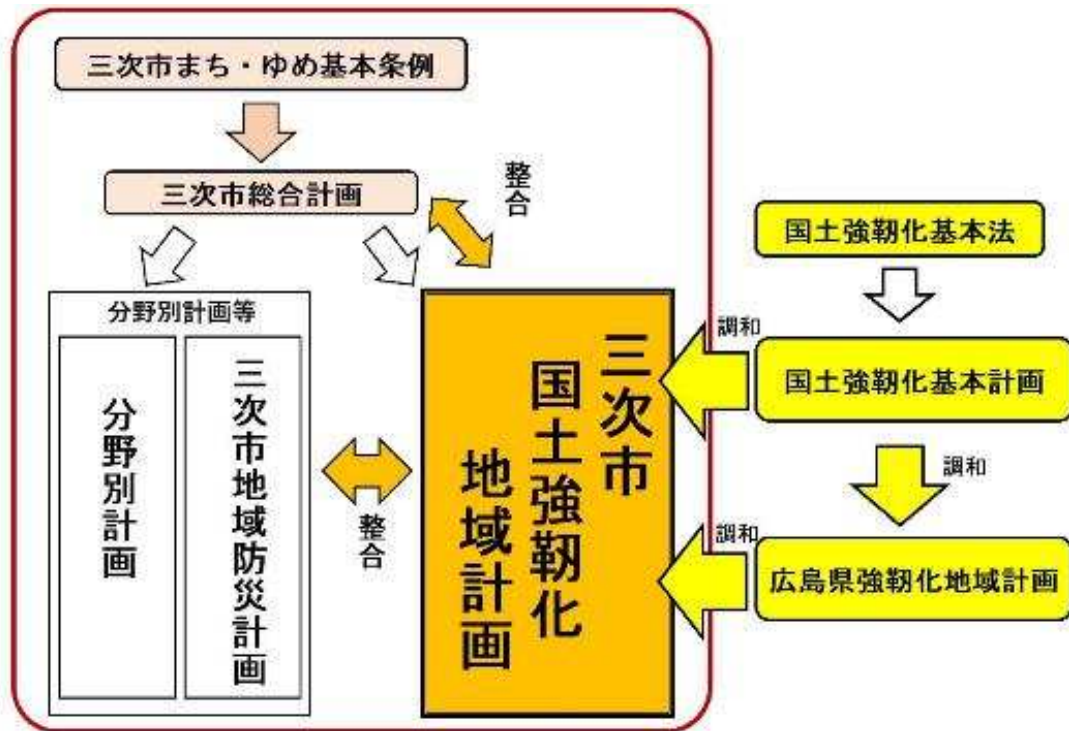 三次市まち・ゆめ基本条例
三次市総合計画
整合
分野別計画等
分野別計画
三次市地域防災計画
整合
三次市
国土強靭化
地域計画
国土強靭化基本法
調和
国土強靭化基本計画
調和
調和
広島県強靭化地域計画